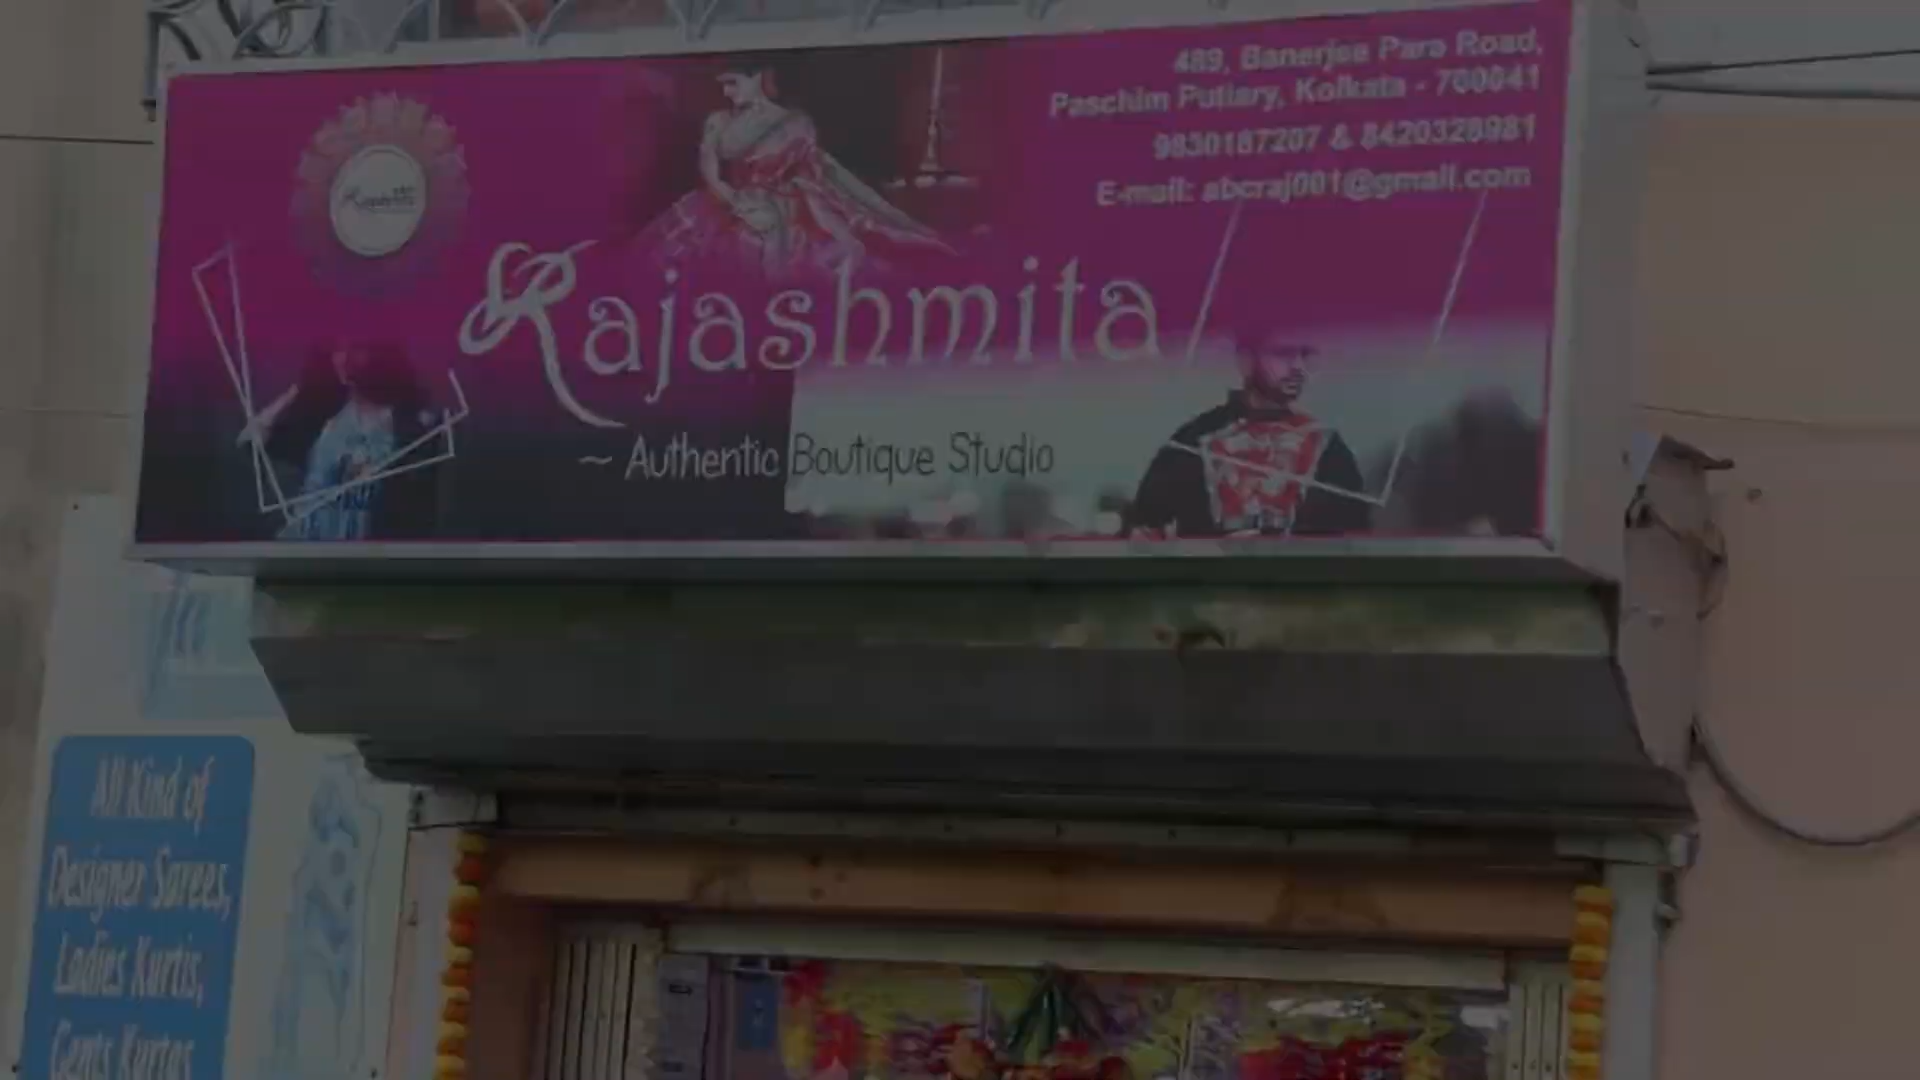 489, Banerjee Para Road,
Paschim Putiary, Kolkata - 700041
9830187207 & 8420328981
E-mail: abcraj001@gmail.com
Rajashmita
~ Authentic Boutique Studio
All Kind of
Designer Sarees,
Ladies Kurtis,
Gents Kurtas